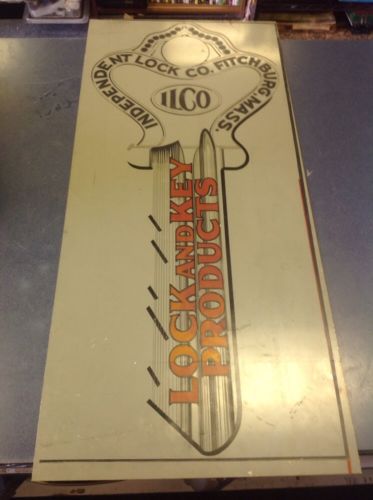 INDEPENDENT LOCK CO. FITCHBURG, MASS.
ILCO
LOCK AND KEY
PRODUCTS